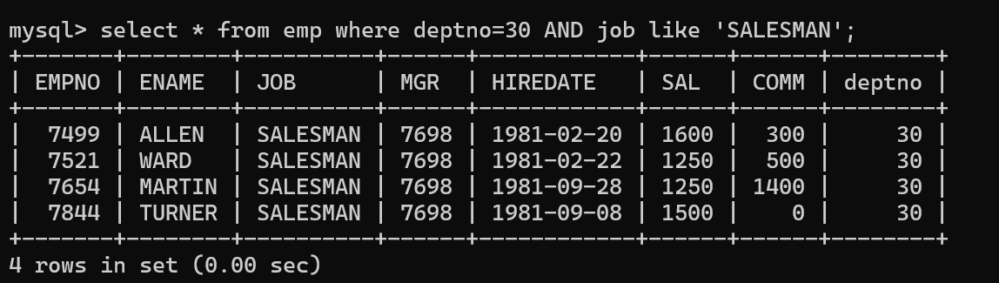 mysql> select * from emp where deptno=30 AND job like 'SALESMAN';
+-------+--------+----------+------+------------+------+------+--------+
| EMPNO | ENAME  | JOB      | MGR  | HIREDATE   | SAL  | COMM | deptno |
+-------+--------+----------+------+------------+------+------+--------+
|  7499 | ALLEN  | SALESMAN | 7698 | 1981-02-20 | 1600 |  300 |     30 |
|  7521 | WARD   | SALESMAN | 7698 | 1981-02-22 | 1250 |  500 |     30 |
|  7654 | MARTIN | SALESMAN | 7698 | 1981-09-28 | 1250 | 1400 |     30 |
|  7844 | TURNER | SALESMAN | 7698 | 1981-09-08 | 1500 |    0 |     30 |
+-------+--------+----------+------+------------+------+------+--------+
4 rows in set (0.00 sec)